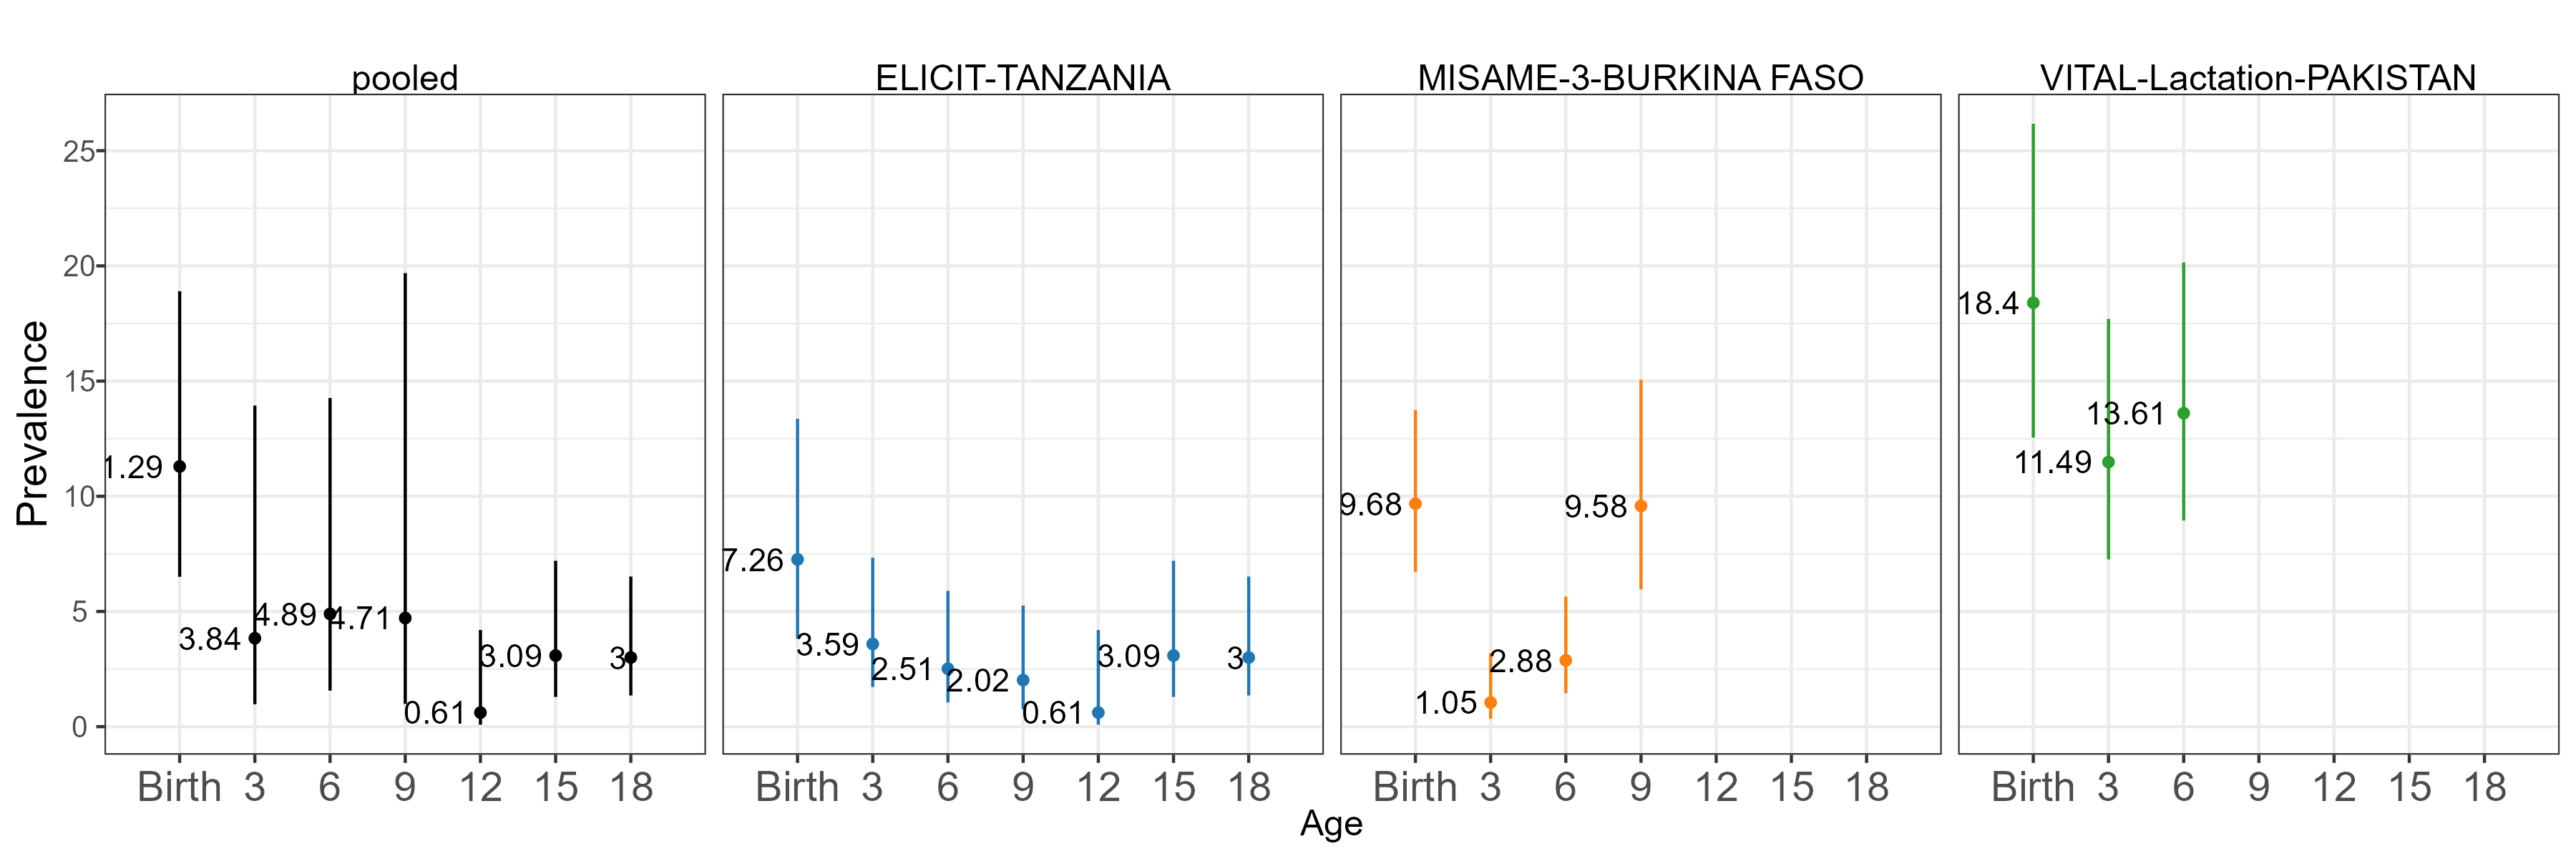 pooled
ELICIT-TANZANIA
MISAME-3-BURKINA FASO
VITAL-Lactation-PAKISTAN
Prevalence
25
20
15
10
5
0
1.29
3.84
4.89
4.71
0.61
3.09
3
7.26
3.59
2.51
2.02
0.61
3.09
3
9.68
1.05
2.88
9.58
18.4
11.49
13.61
Birth 3 6 9 12 15 18
Birth 3 6 9 12 15 18
Birth 3 6 9 12 15 18
Birth 3 6 9 12 15 18
Age